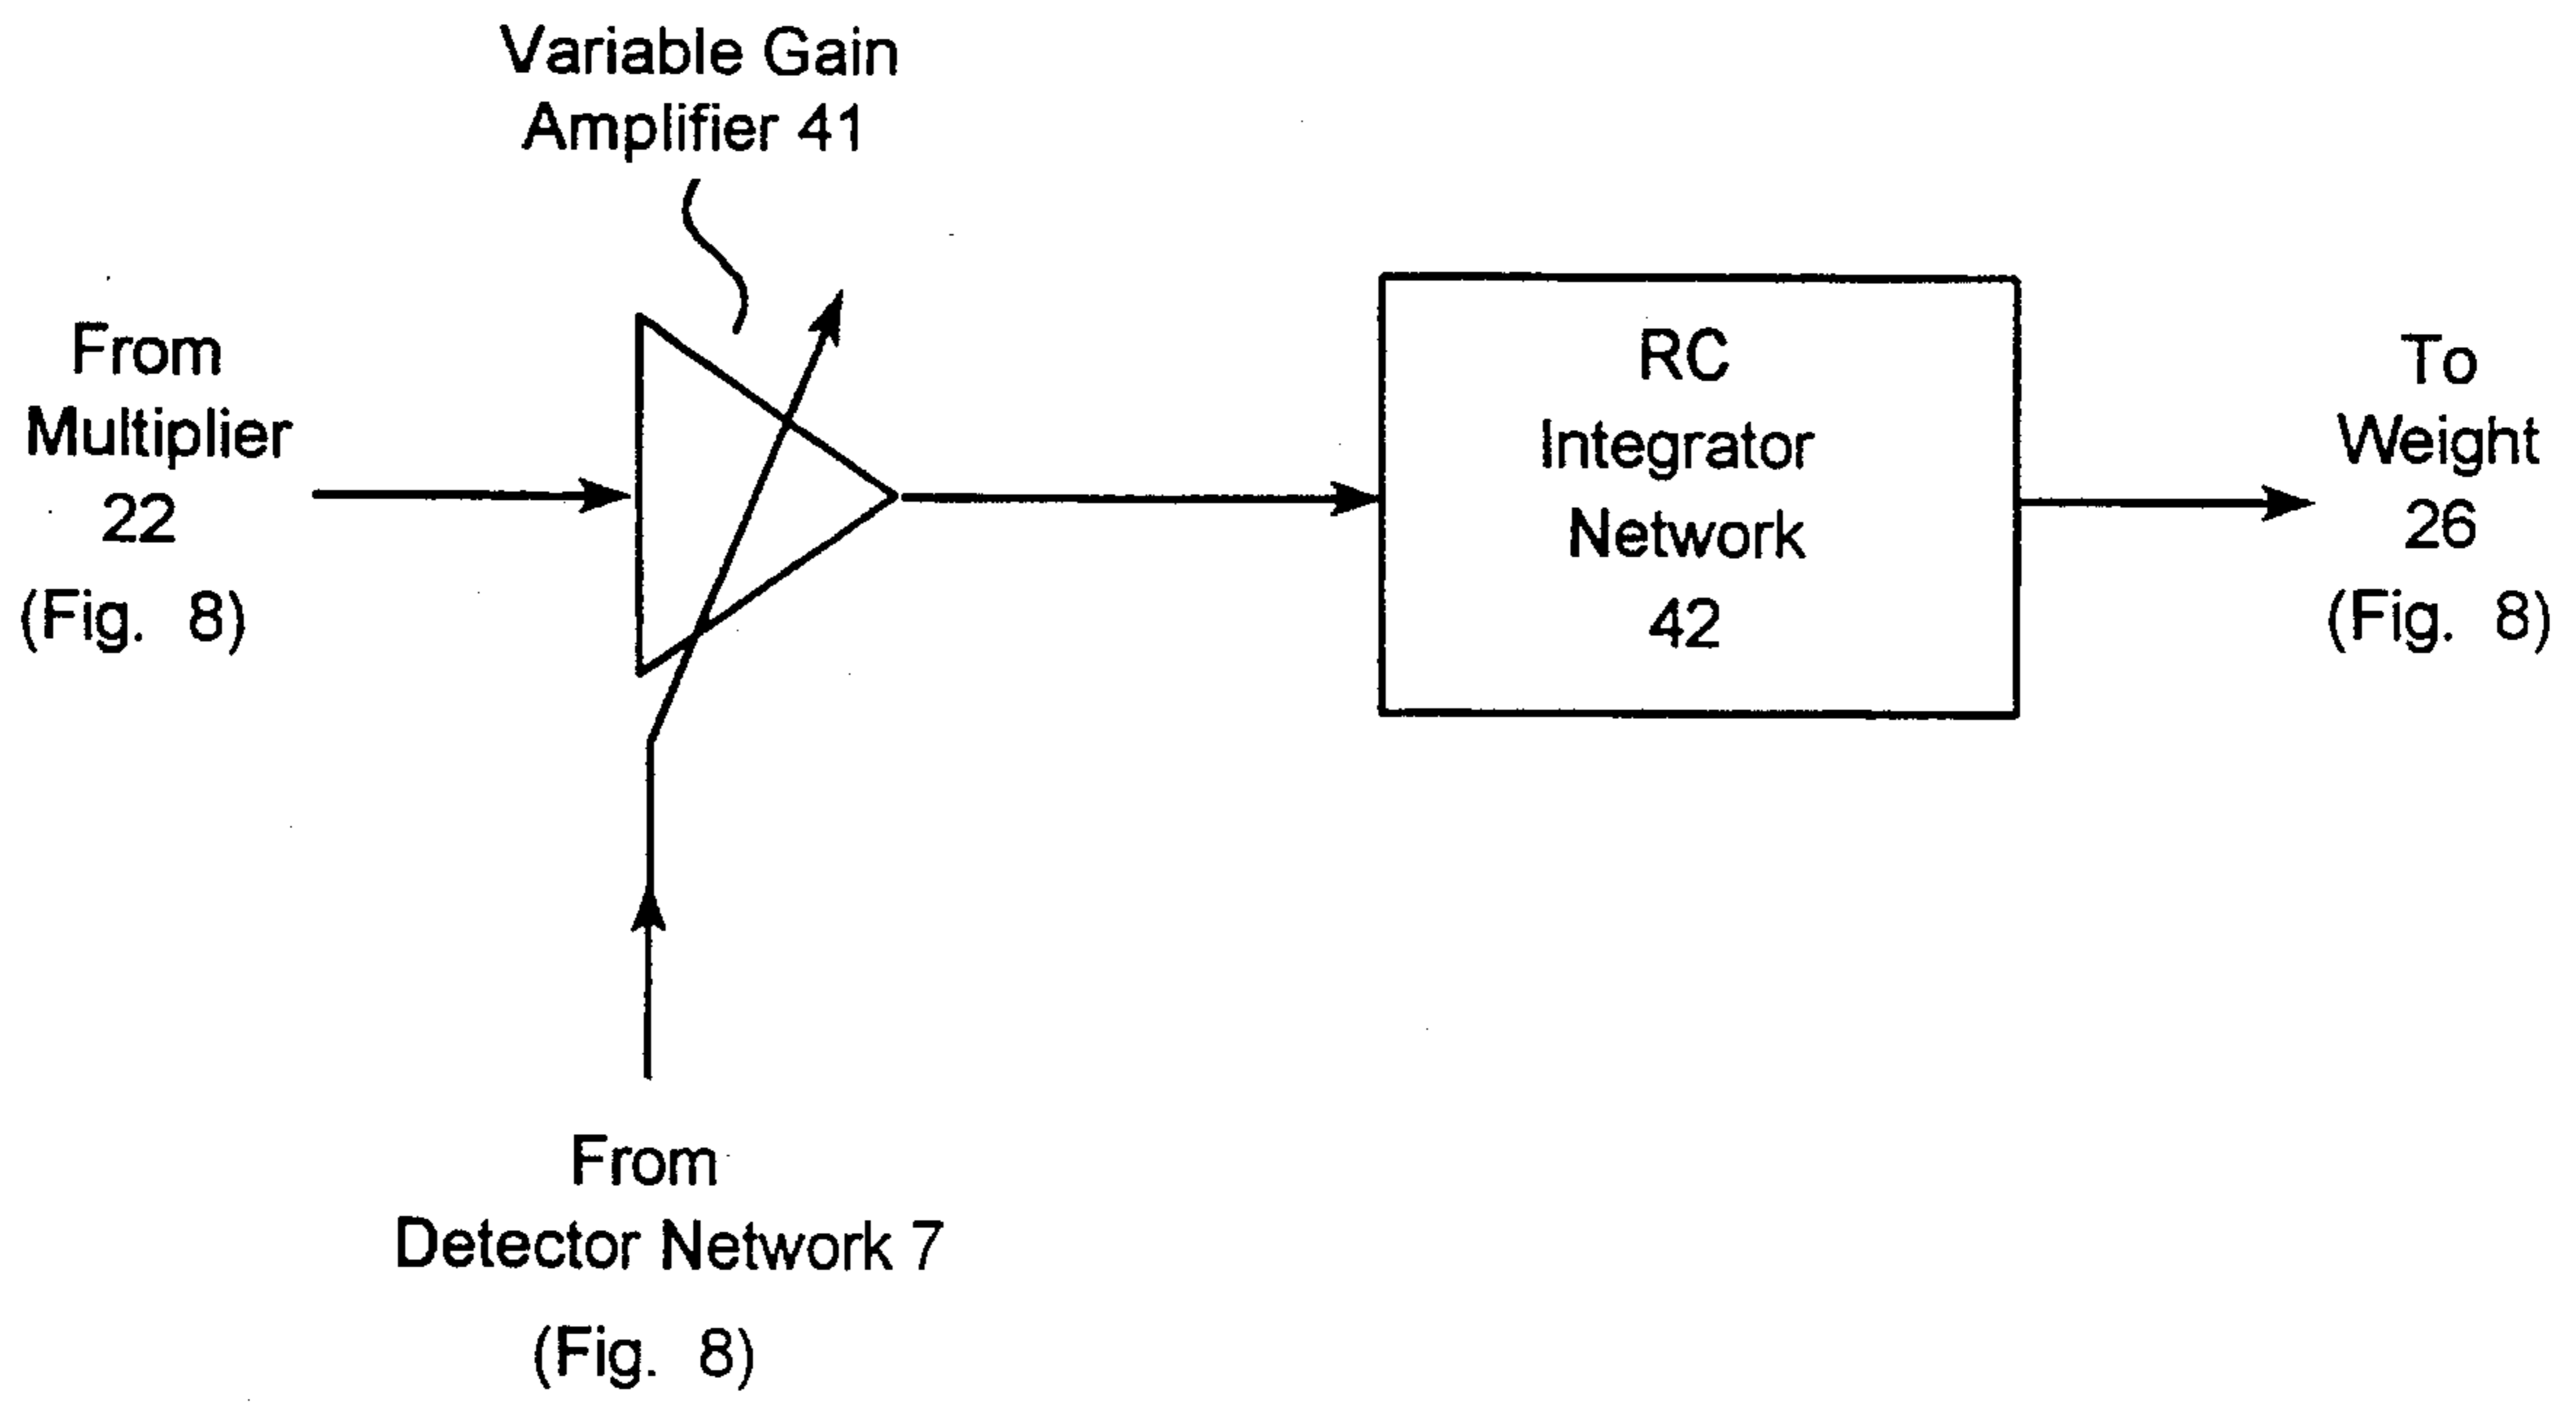 Variable Gain
Amplifier 41
From
Multiplier
22
(Fig. 8)
RC
Integrator
Network
42
To
Weight
26
(Fig. 8)
From
Detector Network 7
(Fig. 8)